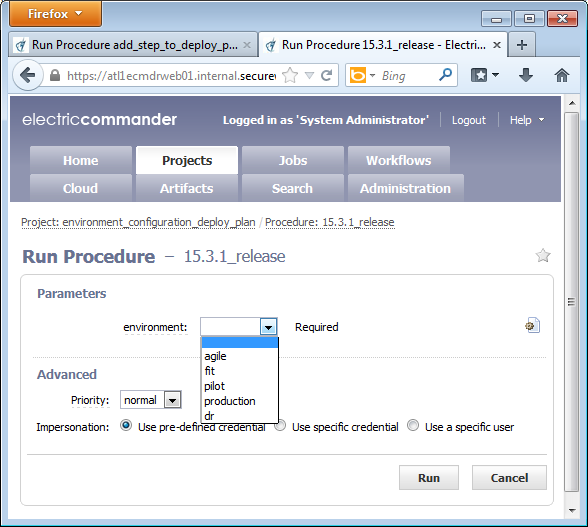 Firefox
Run Procedure add_step_to_deploy_p...
Run Procedure 15.3.1_release - Electri...
https://atl1ecmdrweb01.internal.securew
Bing
electriccommander
Logged in as 'System Administrator'
Logout
Help
Home
Projects
Jobs
Workflows
Cloud
Artifacts
Search
Administration
Project: environment_configuration_deploy_plan / Procedure: 15.3.1_release
Run Procedure – 15.3.1_release
Parameters
environment:
Required
agile
fit
pilot
production
dr
Advanced
Priority: normal
Impersonation: Use pre-defined credential Use specific credential Use a specific user
Run
Cancel